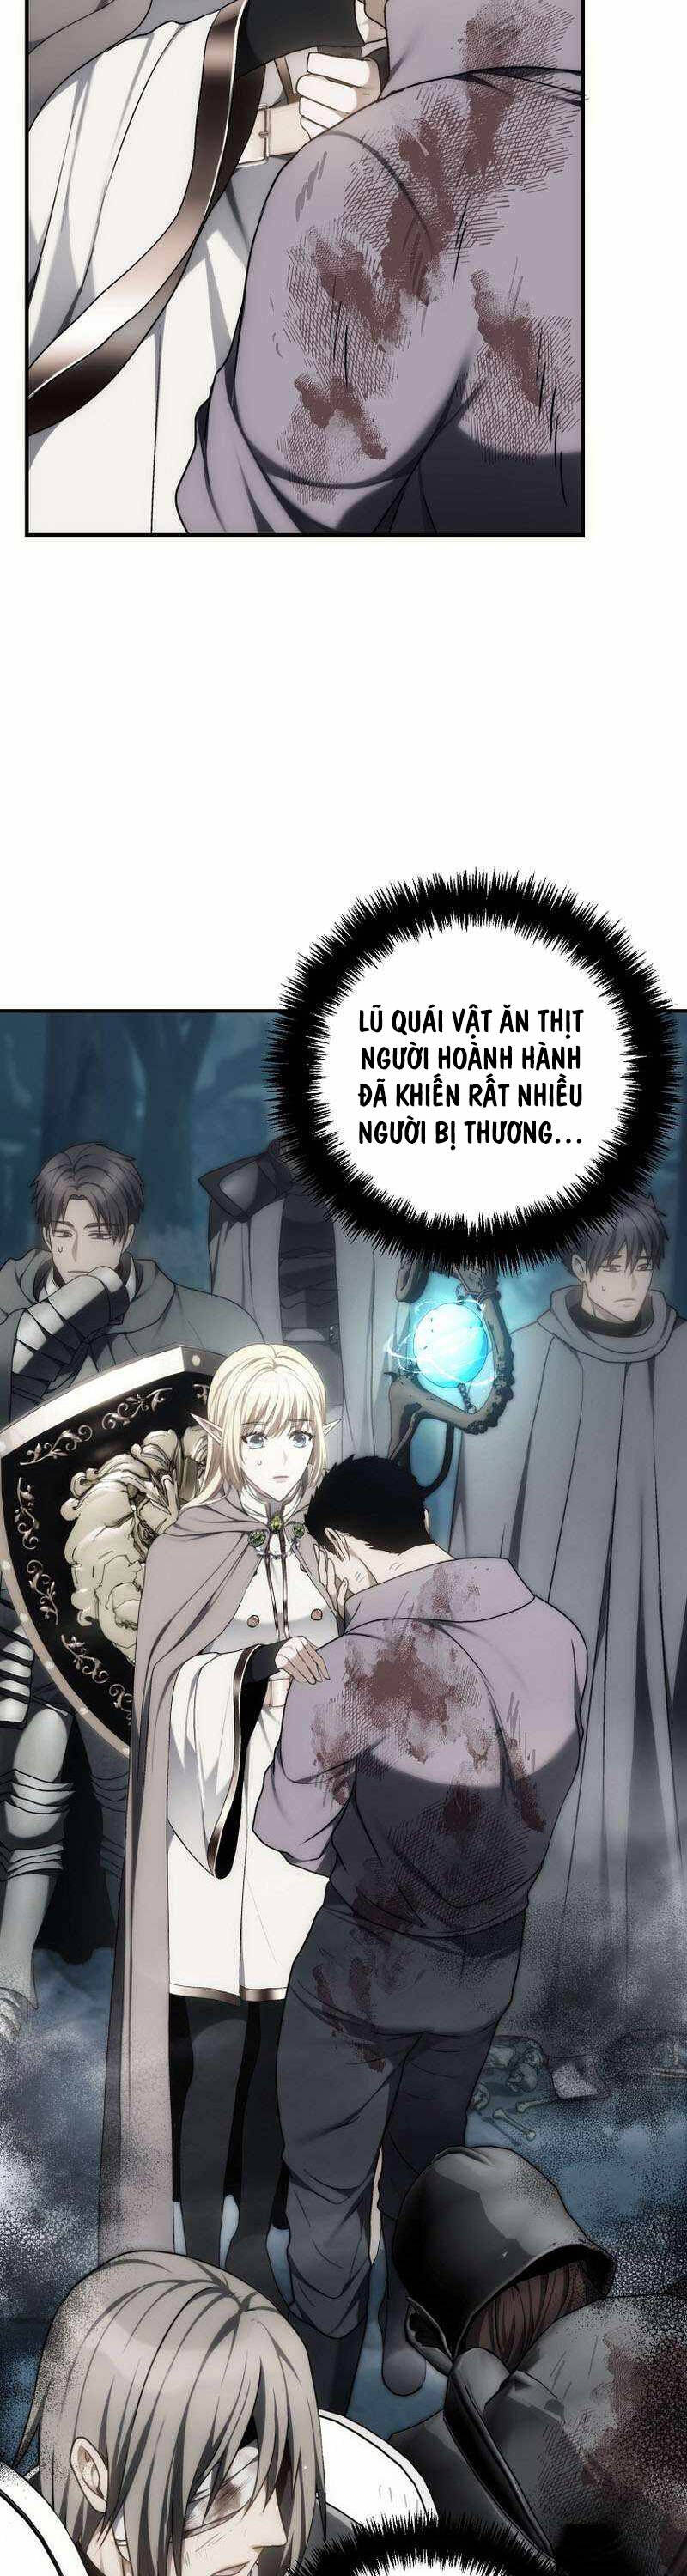 LŨ QUÁI VẬT ĂN THỊT
NGƯỜI HOÀNH HÀNH
ĐÃ KHIẾN RẤT NHIỀU
NGƯỜI BỊ THƯƠNG...